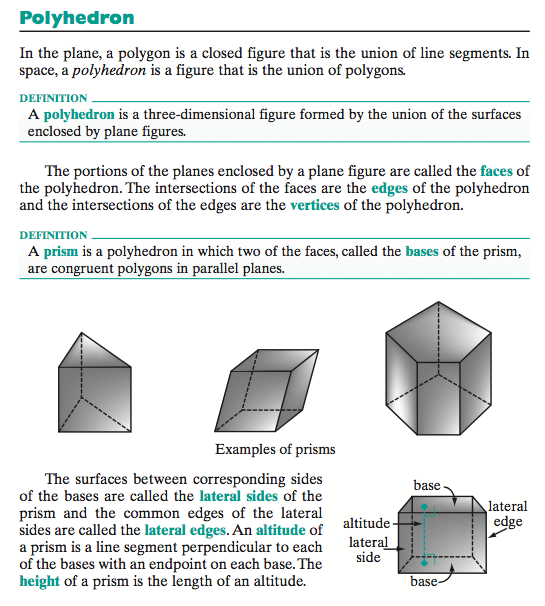 Polyhedron
In the plane, a polygon is a closed figure that is the union of line segments. In
space, a polyhedron is a figure that is the union of polygons.
DEFINITION
A polyhedron is a three-dimensional figure formed by the union of the surfaces
enclosed by plane figures.
The portions of the planes enclosed by a plane figure are called the faces of
the polyhedron. The intersections of the faces are the edges of the polyhedron
and the intersections of the edges are the vertices of the polyhedron.
DEFINITION
A prism is a polyhedron in which two of the faces, called the bases of the prism,
are congruent polygons in parallel planes.
Examples of prisms
The surfaces between corresponding sides
of the bases are called the lateral sides of the
prism and the common edges of the lateral
sides are called the lateral edges. An altitude of
a prism is a line segment perpendicular to each
of the bases with an endpoint on each base. The
height of a prism is the length of an altitude.
base
lateral
edge
altitude
lateral
side
base